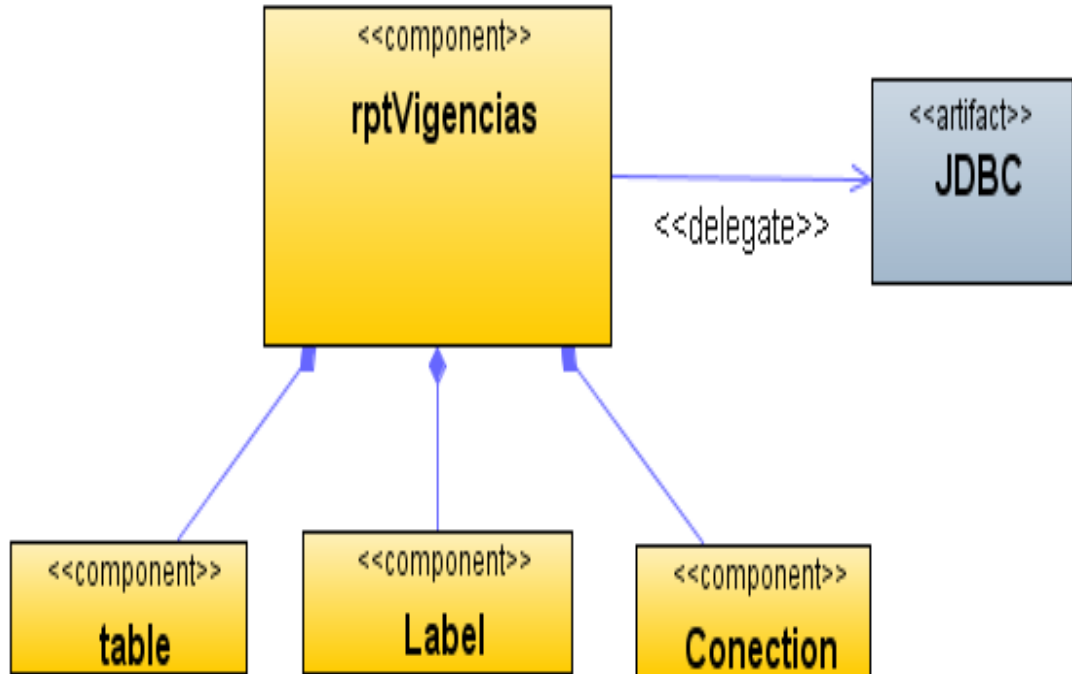 <<component>>
rptVigencias
<<artifact>>
JDBC
<<delegate>>
<<component>>
table
<<component>>
Label
<<component>>
Conection